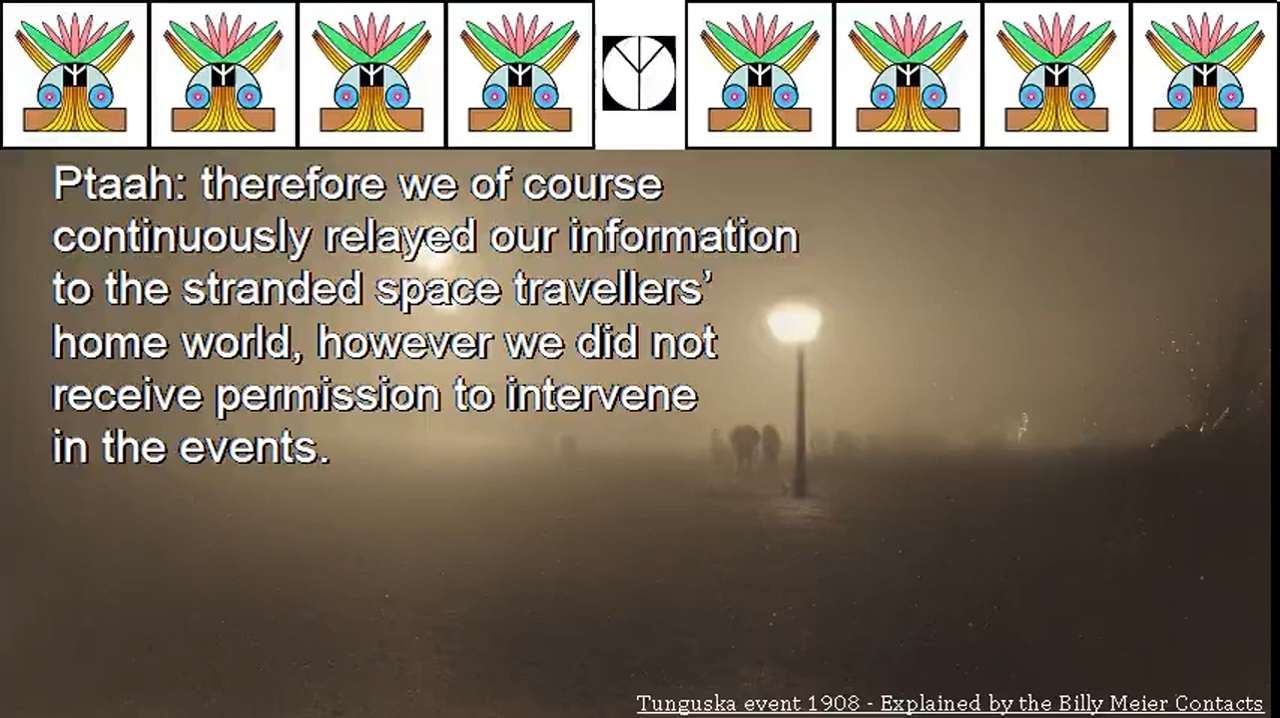 Ptaah: therefore we of course
continuously relayed our information
to the stranded space travellers’
home world, however we did not
receive permission to intervene
in the events.
Tunguska event 1908 - Explained by the Billy Meier Contacts